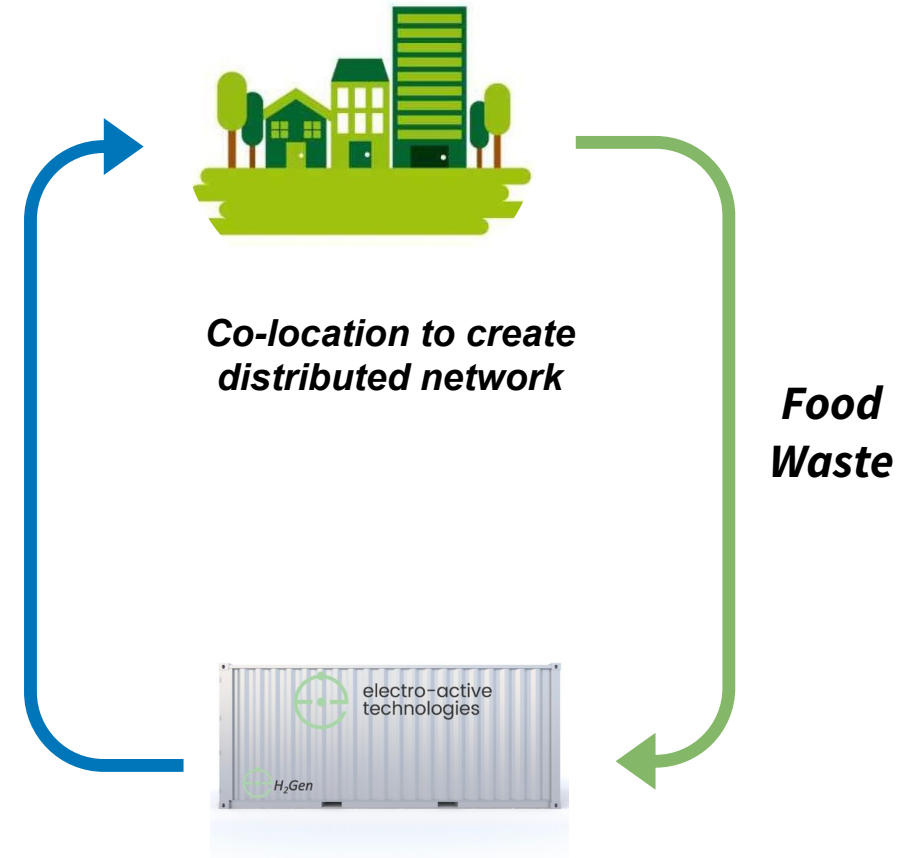 Co-location to create
distributed network
Food
Waste
electro-active
technologies
H₂Gen